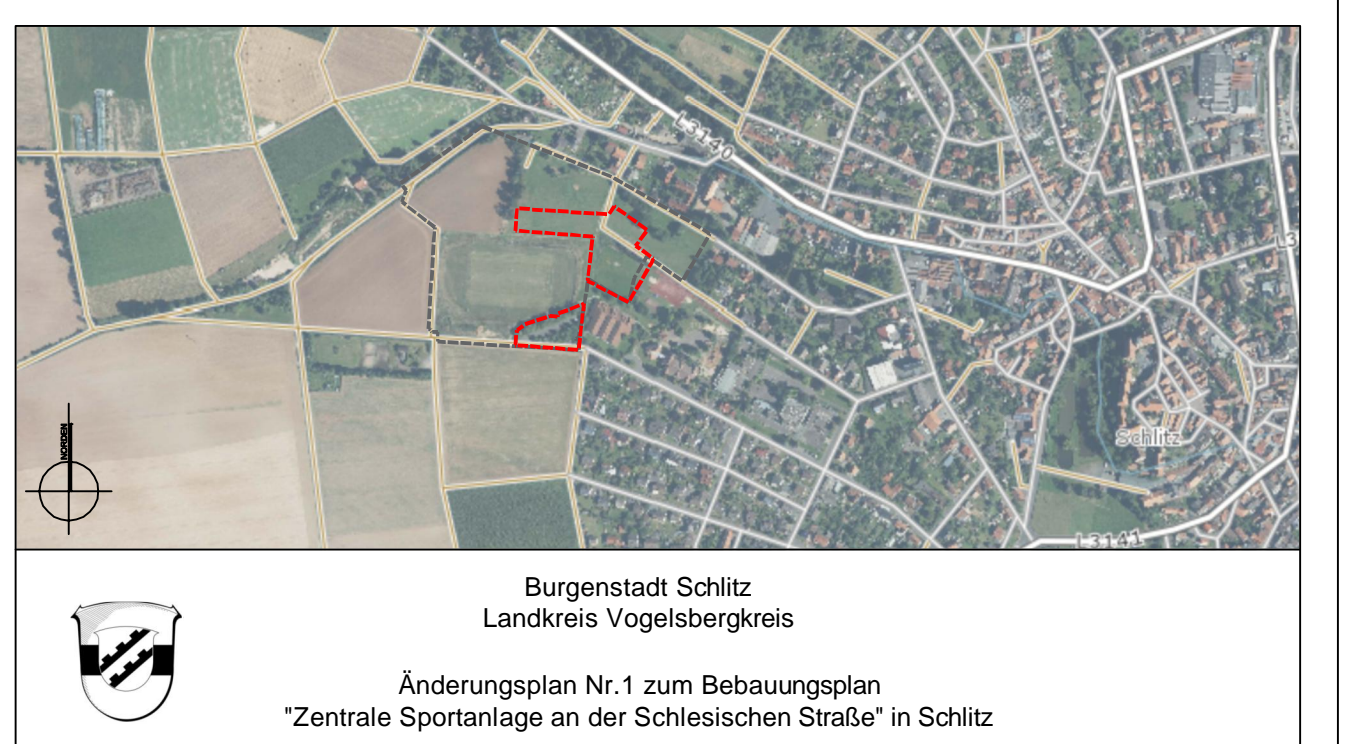 L3140
L3
Schlitz
L3141
NORDEN
Burgenstadt Schlitz
Landkreis Vogelsbergkreis
Änderungsplan Nr.1 zum Bebauungsplan
"Zentrale Sportanlage an der Schlesischen Straße" in Schlitz